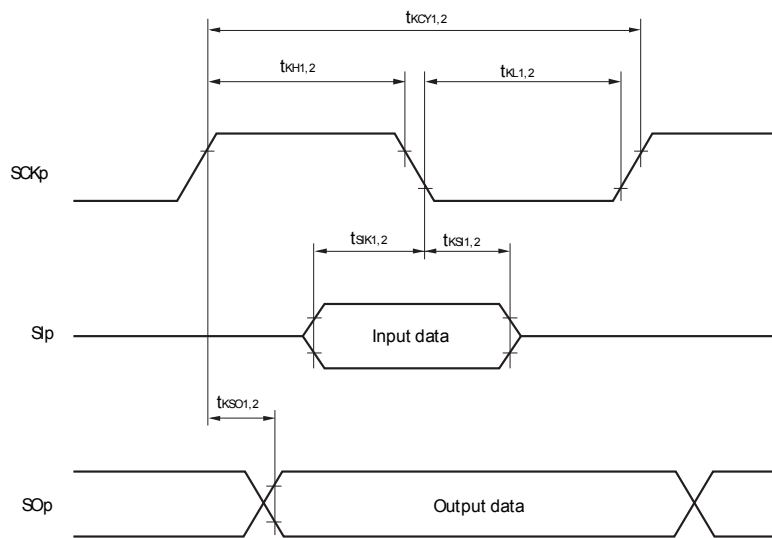 tKCY1,2
tKH1,2
tKL1,2
SCKp
tSIK1,2
tKSI1,2
SIp
Input data
tKSO1,2
SOp
Output data